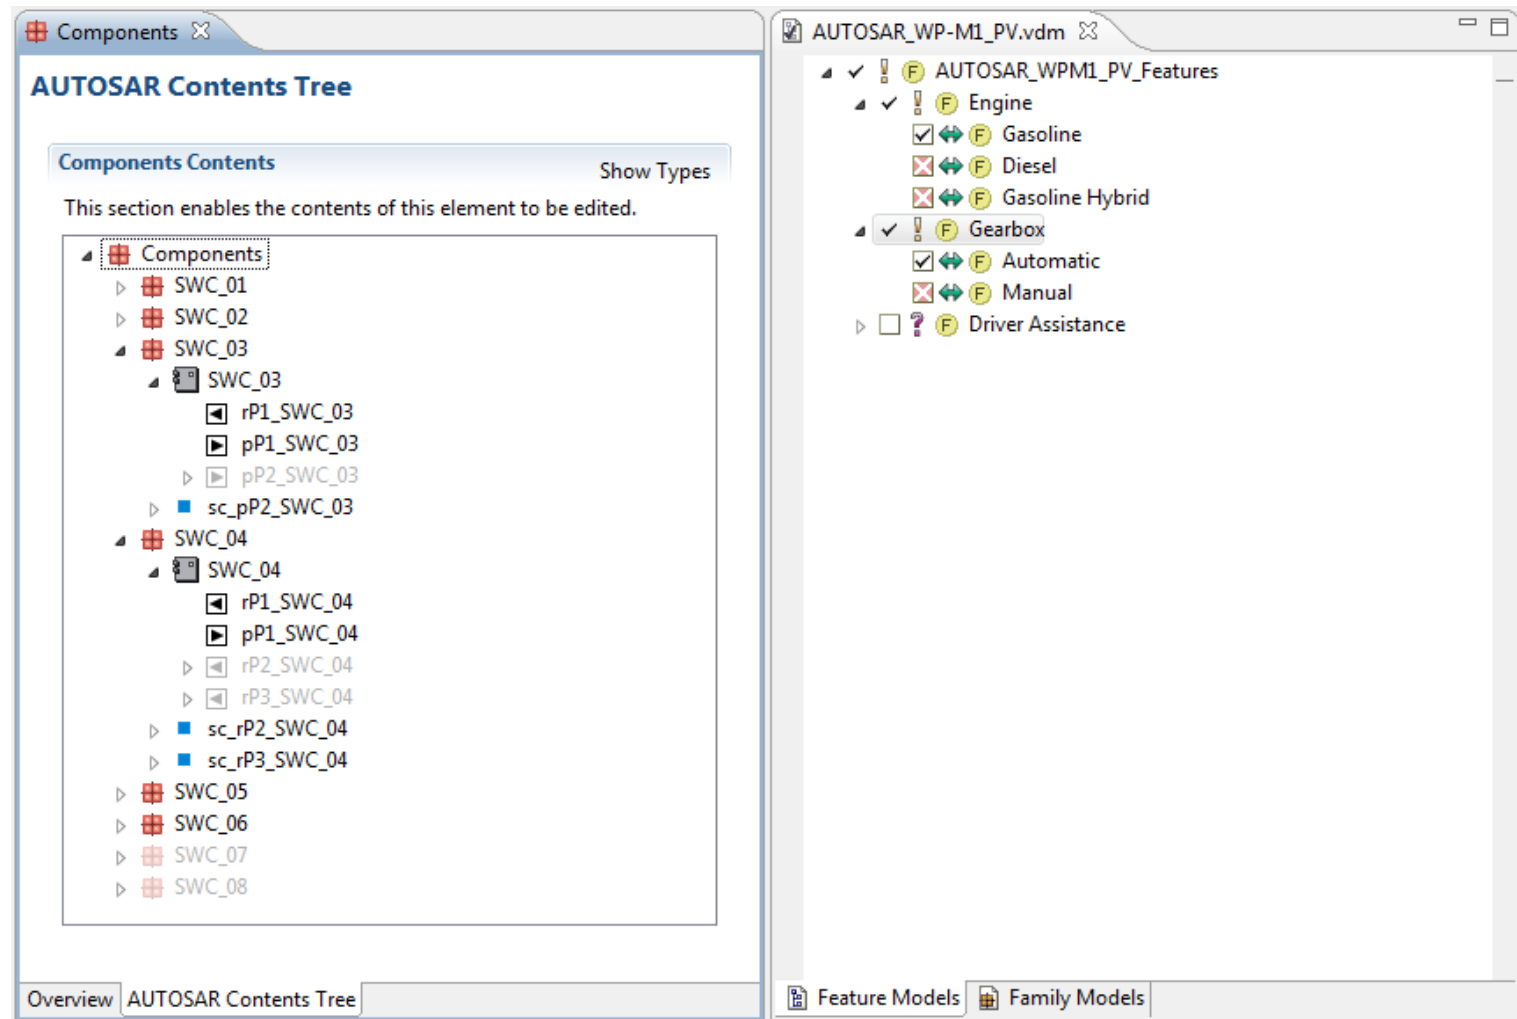 Components
AUTOSAR Contents Tree
Components Contents
Show Types
This section enables the contents of this element to be edited.
Components
SWC_01
SWC_02
SWC_03
SWC_03
rP1_SWC_03
pP1_SWC_03
pP2_SWC_03
sc_pP2_SWC_03
SWC_04
SWC_04
rP1_SWC_04
pP1_SWC_04
rP2_SWC_04
rP3_SWC_04
sc_rP2_SWC_04
sc_rP3_SWC_04
SWC_05
SWC_06
SWC_07
SWC_08
Overview
AUTOSAR Contents Tree
AUTOSAR_WP-M1_PV.vdm
! F AUTOSAR_WPM1_PV_Features
! F Engine
F Gasoline
F Diesel
F Gasoline Hybrid
! F Gearbox
F Automatic
F Manual
? F Driver Assistance
Feature Models
Family Models